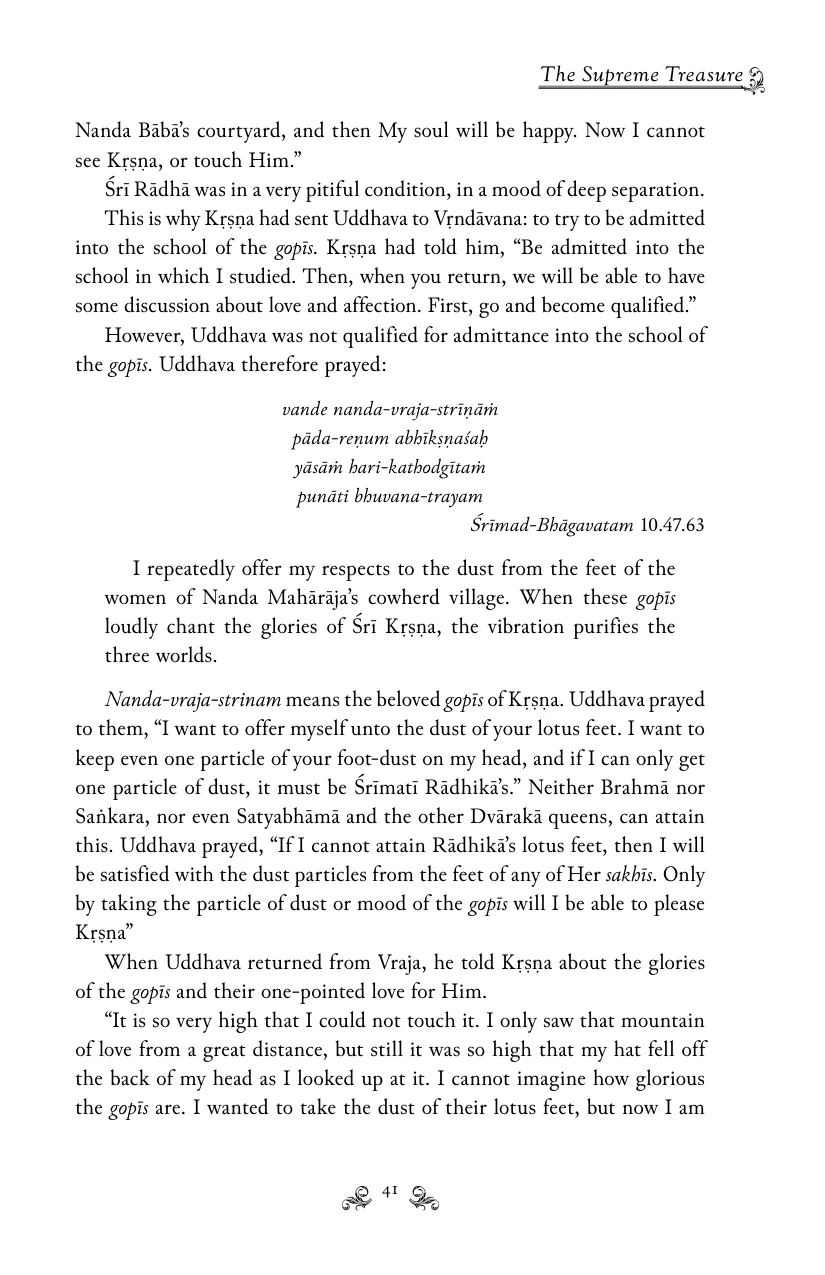 The Supreme Treasure
Nanda Bābā’s courtyard, and then My soul will be happy. Now I cannot
see Kṛṣṇa, or touch Him.”
Śrī Rādhā was in a very pitiful condition, in a mood of deep separation.
This is why Kṛṣṇa had sent Uddhava to Vṛndāvana: to try to be admitted
into the school of the gopīs. Kṛṣṇa had told him, “Be admitted into the
school in which I studied. Then, when you return, we will be able to have
some discussion about love and affection. First, go and become qualified.”
However, Uddhava was not qualified for admittance into the school of
the gopīs. Uddhava therefore prayed:
vande nanda-vraja-strīṇāṁ
pāda-reṇum abhīkṣṇaśaḥ
yāsāṁ hari-kathodgītaṁ
punāti bhuvana-trayam
Śrīmad-Bhāgavatam 10.47.63
I repeatedly offer my respects to the dust from the feet of the
women of Nanda Mahārāja’s cowherd village. When these gopīs
loudly chant the glories of Śrī Kṛṣṇa, the vibration purifies the
three worlds.
Nanda-vraja-strinam means the beloved gopīs of Kṛṣṇa. Uddhava prayed
to them, “I want to offer myself unto the dust of your lotus feet. I want to
keep even one particle of your foot-dust on my head, and if I can only get
one particle of dust, it must be Śrīmatī Rādhikā’s.” Neither Brahmā nor
Saṅkara, nor even Satyabhāmā and the other Dvārakā queens, can attain
this. Uddhava prayed, “If I cannot attain Rādhikā’s lotus feet, then I will
be satisfied with the dust particles from the feet of any of Her sakhīs. Only
by taking the particle of dust or mood of the gopīs will I be able to please
Kṛṣṇa”
When Uddhava returned from Vraja, he told Kṛṣṇa about the glories
of the gopīs and their one-pointed love for Him.
“It is so very high that I could not touch it. I only saw that mountain
of love from a great distance, but still it was so high that my hat fell off
the back of my head as I looked up at it. I cannot imagine how glorious
the gopīs are. I wanted to take the dust of their lotus feet, but now I am
41